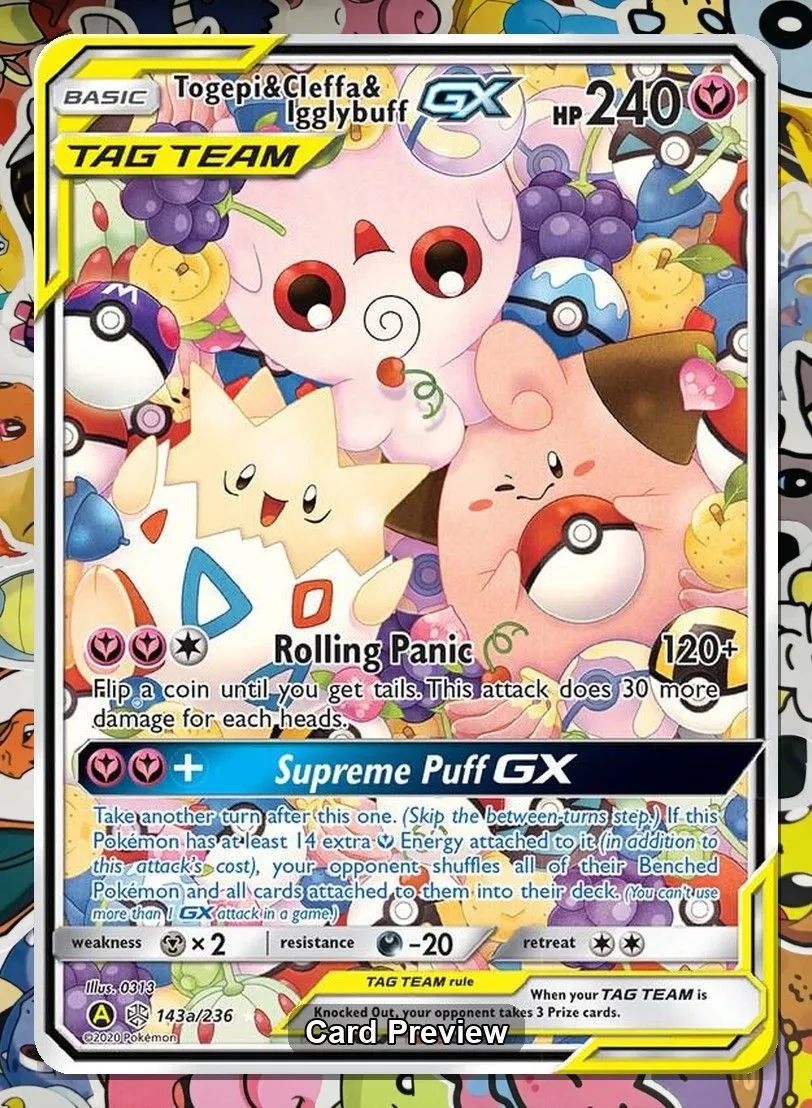 BASIC
Togepi&Cleffa&
Igglybuff GX
HP 240
TAG TEAM
Rolling Panic 120+
Flip a coin until you get tails. This attack does 30 more
damage for each heads.
+ Supreme Puff GX
Take another turn after this one. (Skip the between-turns step.) If this
Pokémon has at least 14 extra Energy attached to it (in addition to
this attack's cost), your opponent shuffles all of their Benched
Pokémon and all cards attached to them into their deck. (You can't use
more than 1 GX attack in a game.)
weakness ×2 resistance -20 retreat
Illus. 0313
TAG TEAM rule
When your TAG TEAM is
Knocked Out, your opponent takes 3 Prize cards.
A 143a/236
Card Preview
©2020 Pokémon